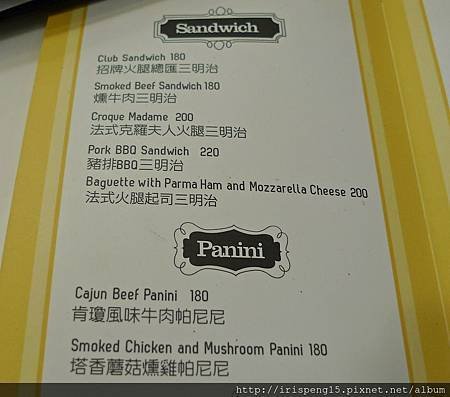 Sandwich
Club Sandwich 180
招牌火腿總匯三明治
Smoked Beef Sandwich 180
燻牛肉三明治
Croque Madame 200
法式克羅夫人火腿三明治
Pork BBQ Sandwich 220
豬排BBQ三明治
Baguette with Parma Ham and Mozzarella Cheese 200
法式火腿起司三明治
Panini
Cajun Beef Panini 180
肯瓊風味牛肉帕尼尼
Smoked Chicken and Mushroom Panini 180
塔香蘑菇燻雞帕尼尼
http://irispeng15.pixnet.net/album